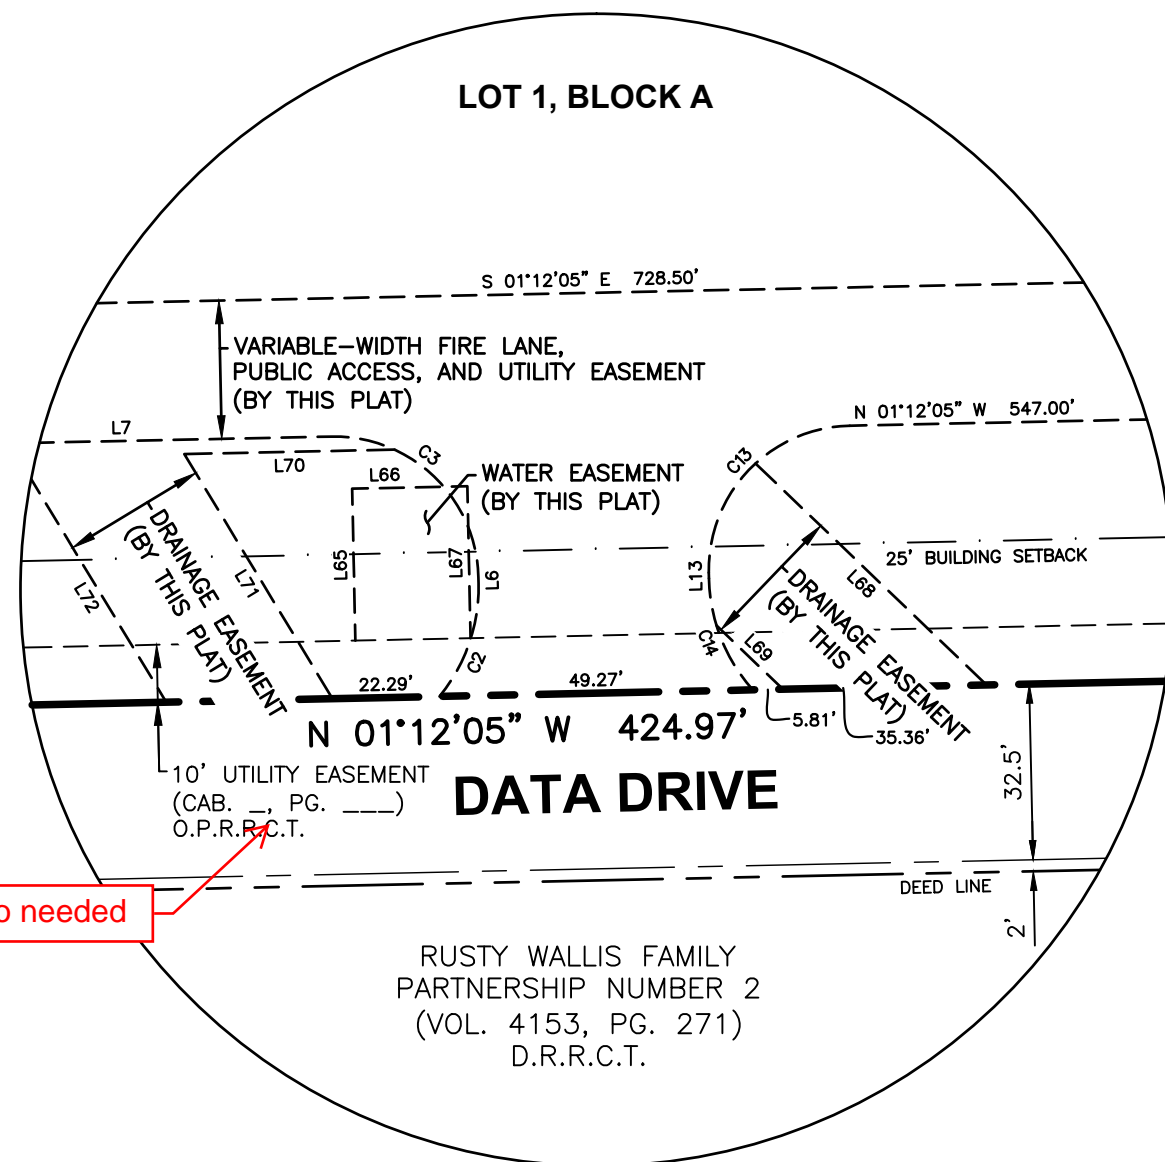 LOT 1, BLOCK A
S 01°12'05" E 728.50'
VARIABLE-WIDTH FIRE LANE,
PUBLIC ACCESS, AND UTILITY EASEMENT
(BY THIS PLAT)
N 01°12'05" W 547.00'
L7
L70
C3
L66
WATER EASEMENT
(BY THIS PLAT)
C13
DRAINAGE EASEMENT
(BY THIS PLAT)
L72
L71
L65
L67
L6
L13
25' BUILDING SETBACK
L68
DRAINAGE EASEMENT
(BY THIS PLAT)
C14
L69
C2
22.29'
49.27'
5.81'
35.36'
N 01°12'05" W 424.97'
10' UTILITY EASEMENT
(CAB. _, PG. ___)
O.P.R.R.C.T.
DATA DRIVE
32.5'
DEED LINE
2'
needed
RUSTY WALLIS FAMILY
PARTNERSHIP NUMBER 2
(VOL. 4153, PG. 271)
D.R.R.C.T.